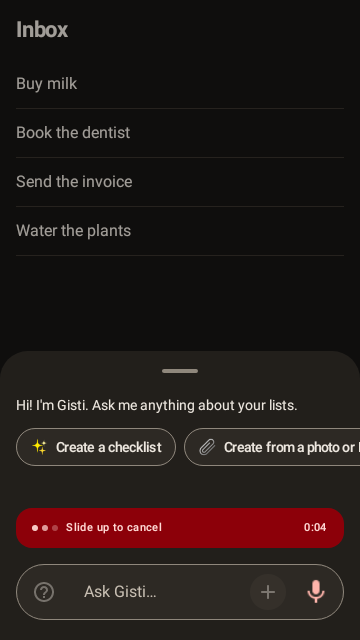 Inbox
Buy milk
Book the dentist
Send the invoice
Water the plants
Hi! I'm Gisti. Ask me anything about your lists.
Create a checklist
Create from a photo or
Slide up to cancel
0:04
Ask Gisti...